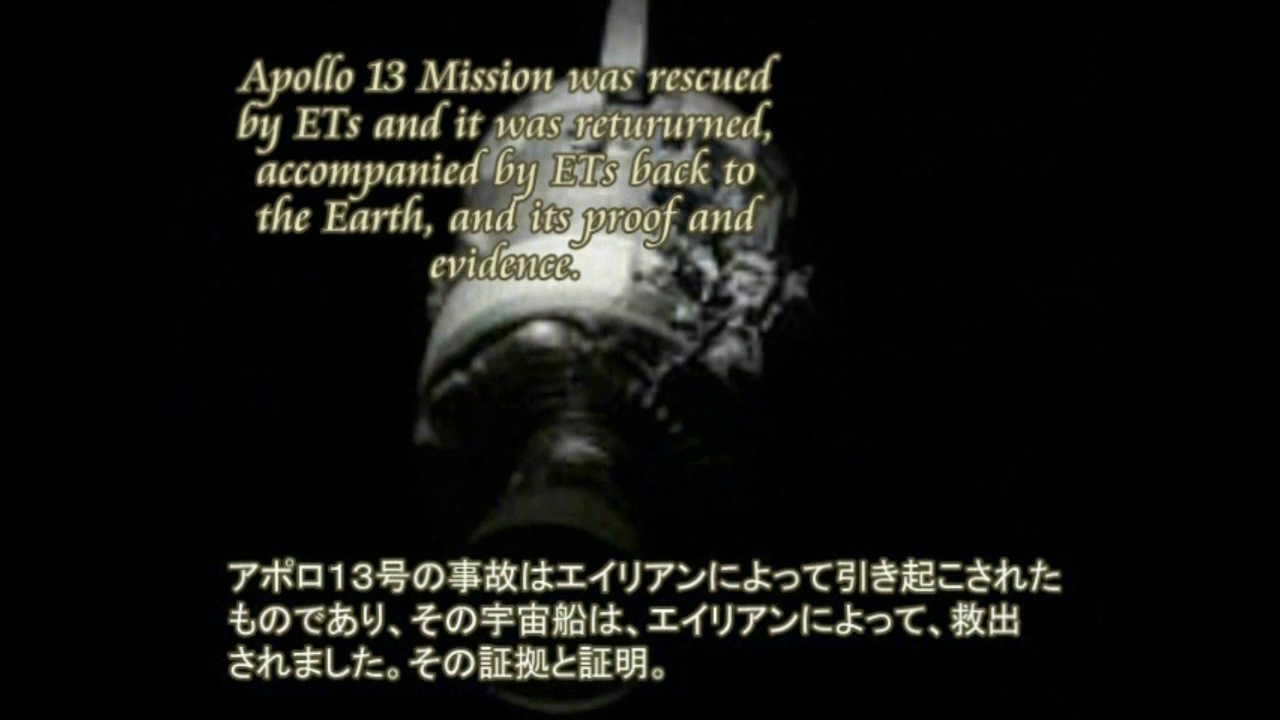 Apollo 13 Mission was rescued
by ETs and it was retururned,
accompanied by ETs back to
the Earth, and its proof and
evidence.
アポロ１３号の事故はエイリアンによって引き起こされた
ものであり、その宇宙船は、エイリアンによって、救出
されました。その証拠と証明。